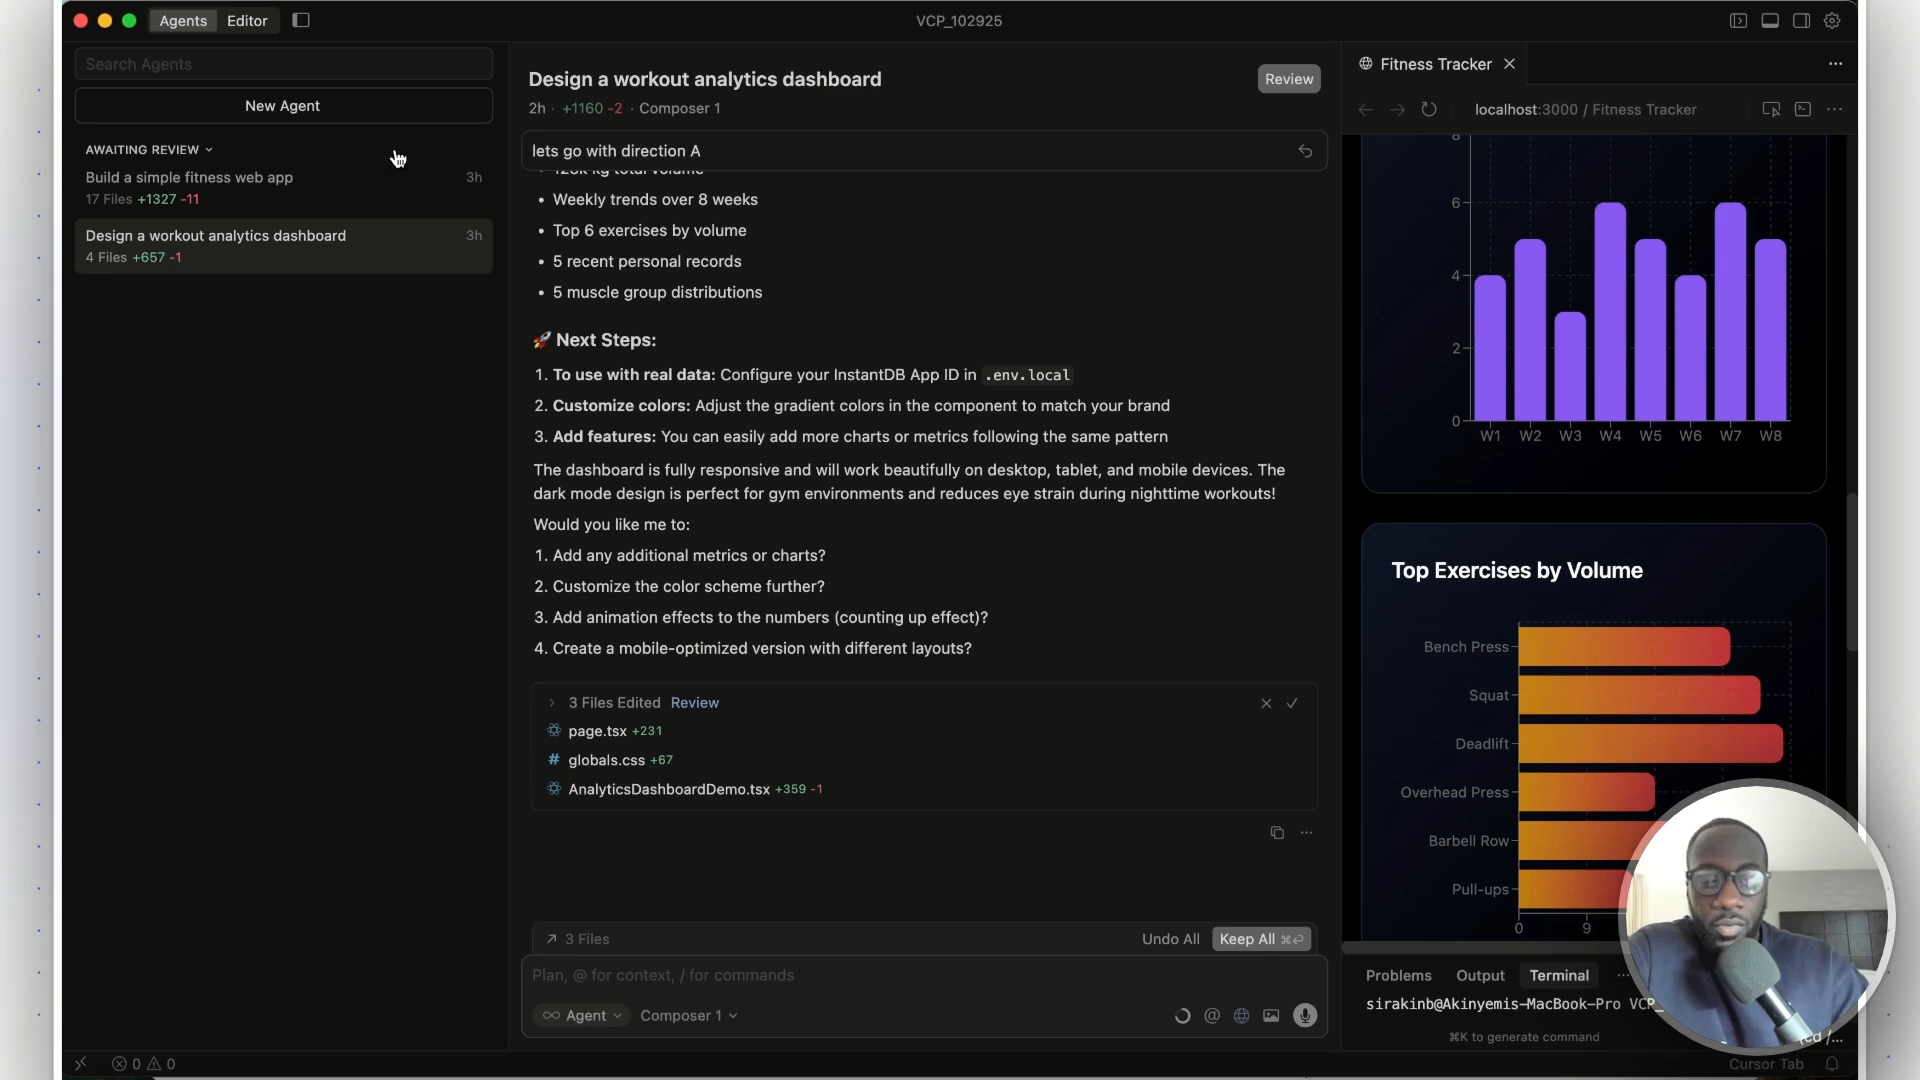 Agents Editor VCP_102925
Search Agents
New Agent
AWAITING REVIEW
Build a simple fitness web app 3h
17 Files +1327 -11
Design a workout analytics dashboard 3h
4 Files +657 -1
Design a workout analytics dashboard Review
2h · +1160 -2 · Composer 1
lets go with direction A
• Weekly trends over 8 weeks
• Top 6 exercises by volume
• 5 recent personal records
• 5 muscle group distributions
🚀 Next Steps:
1. To use with real data: Configure your InstantDB App ID in .env.local
2. Customize colors: Adjust the gradient colors in the component to match your brand
3. Add features: You can easily add more charts or metrics following the same pattern
The dashboard is fully responsive and will work beautifully on desktop, tablet, and mobile devices. The
dark mode design is perfect for gym environments and reduces eye strain during nighttime workouts!
Would you like me to:
1. Add any additional metrics or charts?
2. Customize the color scheme further?
3. Add animation effects to the numbers (counting up effect)?
4. Create a mobile-optimized version with different layouts?
3 Files Edited Review
page.tsx +231
# globals.css +67
AnalyticsDashboardDemo.tsx +359 -1
3 Files Undo All Keep All ⌘⏎
Plan, @ for context, / for commands
Agent Composer 1
Fitness Tracker
localhost:3000 / Fitness Tracker
8
6
4
2
0
W1 W2 W3 W4 W5 W6 W7 W8
Top Exercises by Volume
Bench Press
Squat
Deadlift
Overhead Press
Barbell Row
Pull-ups
0 9
Problems Output Terminal ...
sirakinb@Akinyemis-MacBook-Pro VCP_
⌘K to generate command
0 0
Cursor Tab